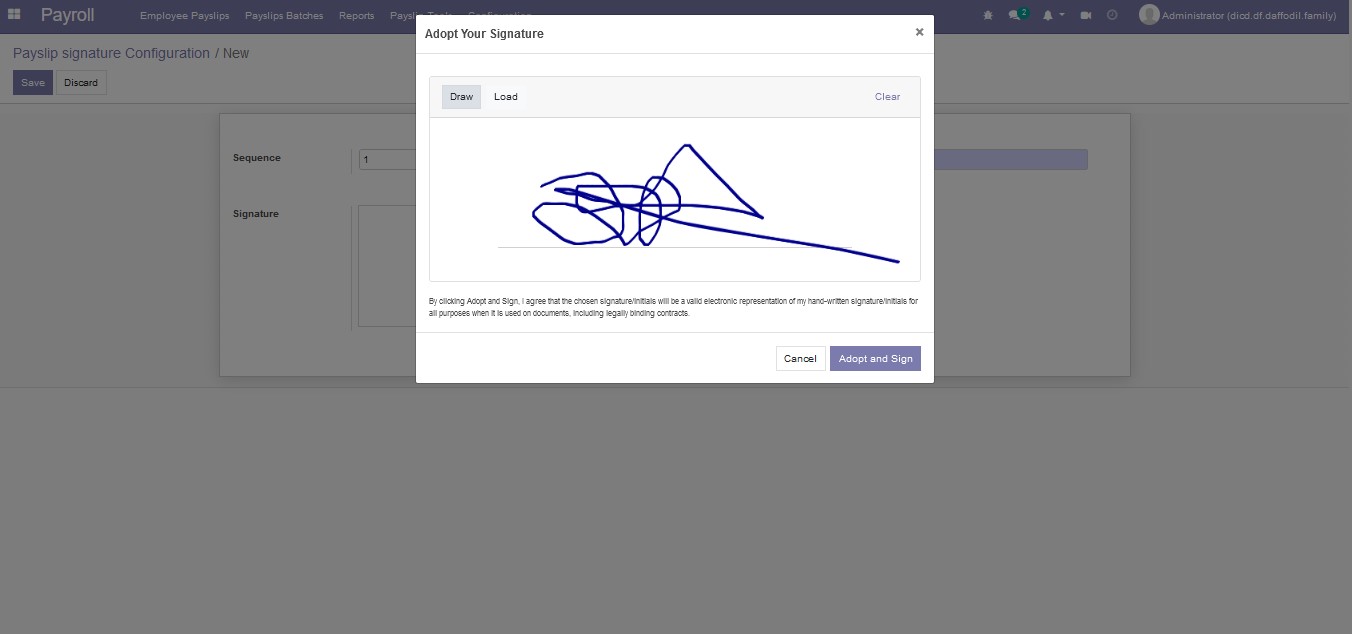 Payroll
Employee Payslips Payslips Batches Reports
2
Administrator (dicd.df.daffodil.family)
Payslip signature Configuration / New
Save Discard
Adopt Your Signature ×
Draw Load Clear
Sequence 1
Signature
By clicking Adopt and Sign, I agree that the chosen signature/initials will be a valid electronic representation of my hand-written signature/initials for
all purposes when it is used on documents, including legally binding contracts.
Cancel Adopt and Sign